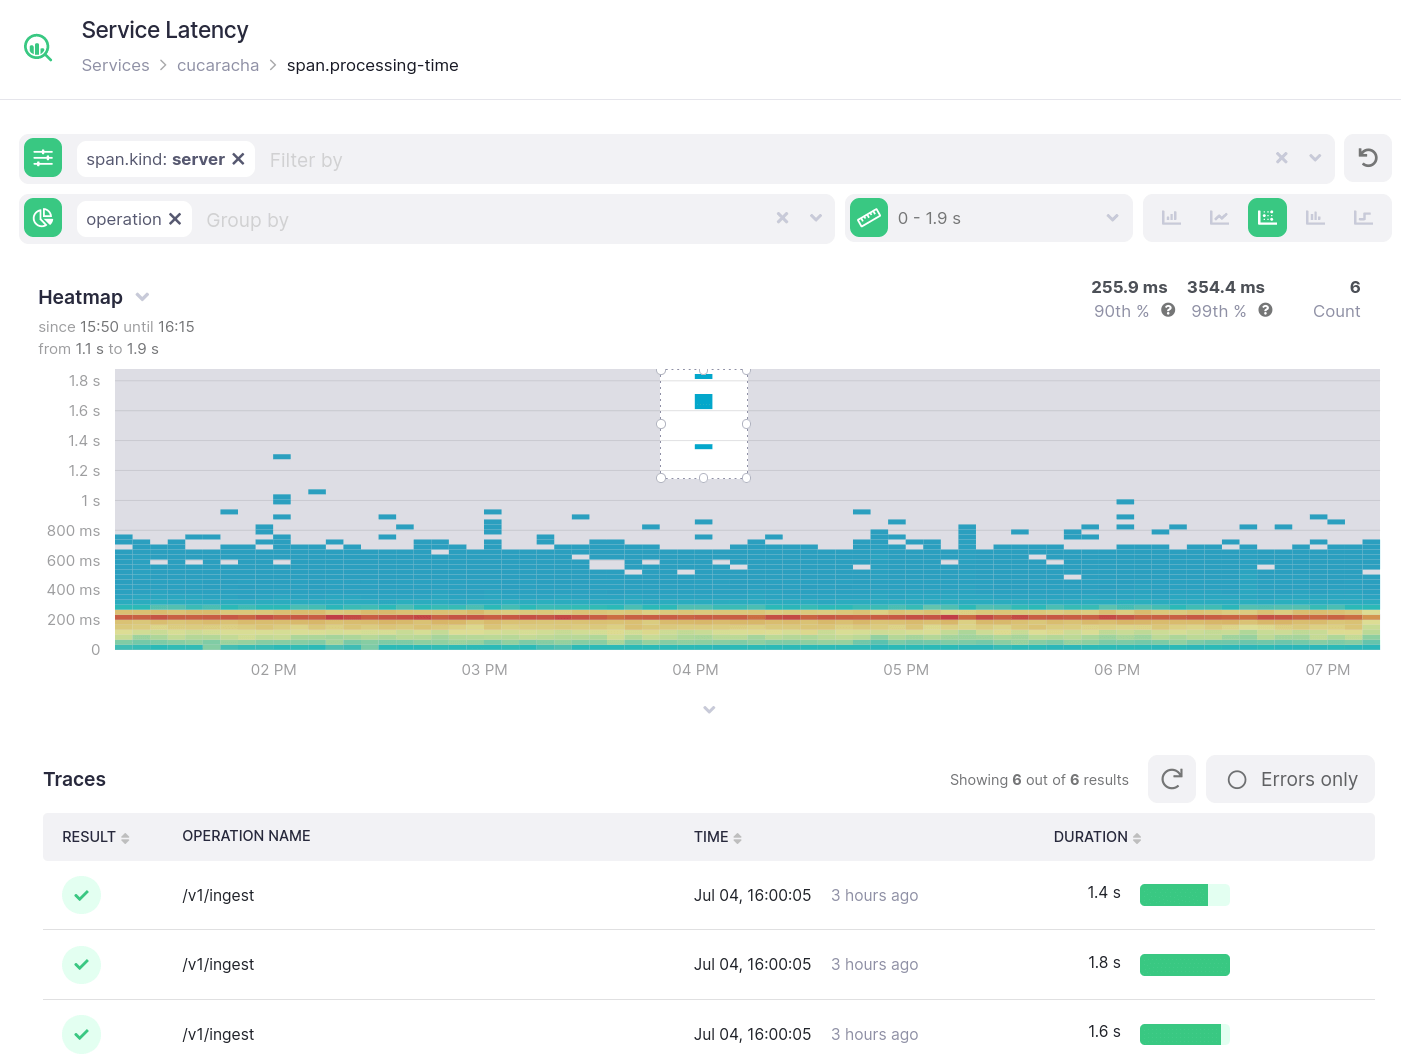 Service Latency
Services > cucaracha > span.processing-time
span.kind: server ✕ Filter by
operation ✕ Group by
0 - 1.9 s
Heatmap
255.9 ms 354.4 ms 6
90th % ? 99th % ? Count
since 15:50 until 16:15
from 1.1 s to 1.9 s
1.8 s
1.6 s
1.4 s
1.2 s
1 s
800 ms
600 ms
400 ms
200 ms
0
02 PM 03 PM 04 PM 05 PM 06 PM 07 PM
Traces
Showing 6 out of 6 results
Errors only
RESULT OPERATION NAME TIME DURATION
/v1/ingest Jul 04, 16:00:05 3 hours ago 1.4 s
/v1/ingest Jul 04, 16:00:05 3 hours ago 1.8 s
/v1/ingest Jul 04, 16:00:05 3 hours ago 1.6 s